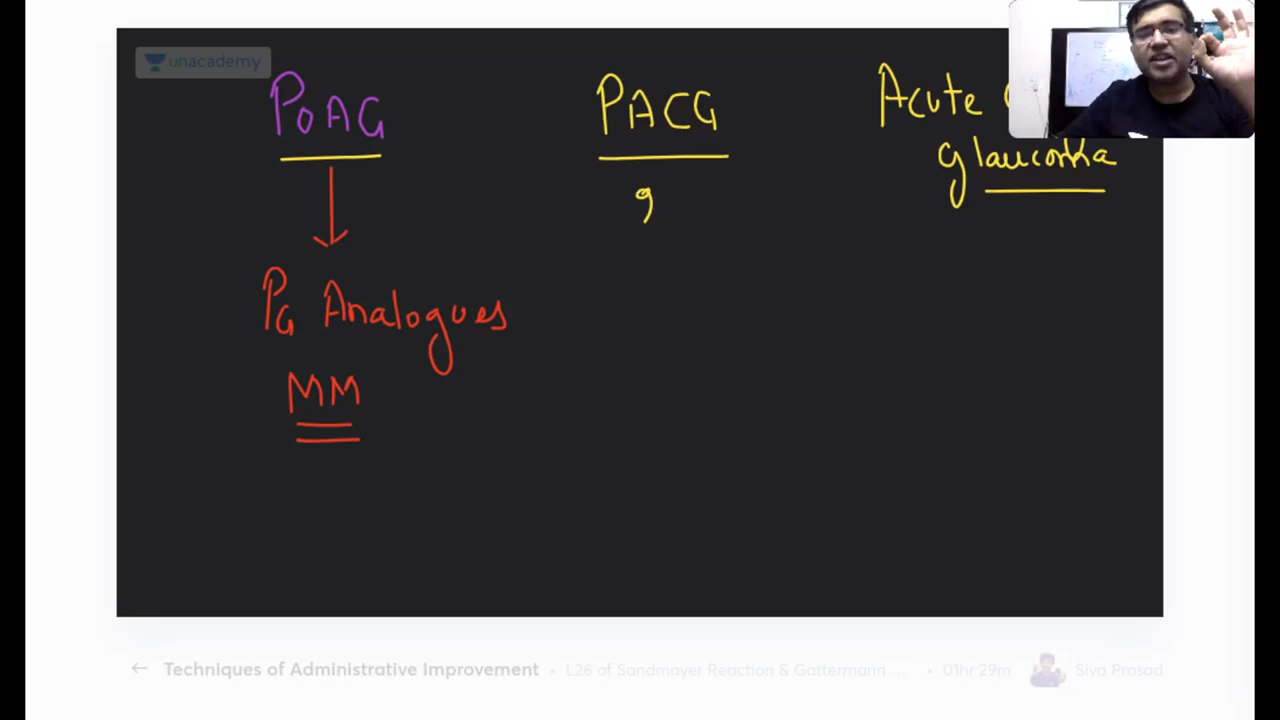 unacademy
POAG
PACG
Acute
glaucoma
9
PG Analogues
MM
← Techniques of Administrative Improvement • L26 of Sandmayer Reaction & Gattermann ... • 01hr 29m Siva Prasad